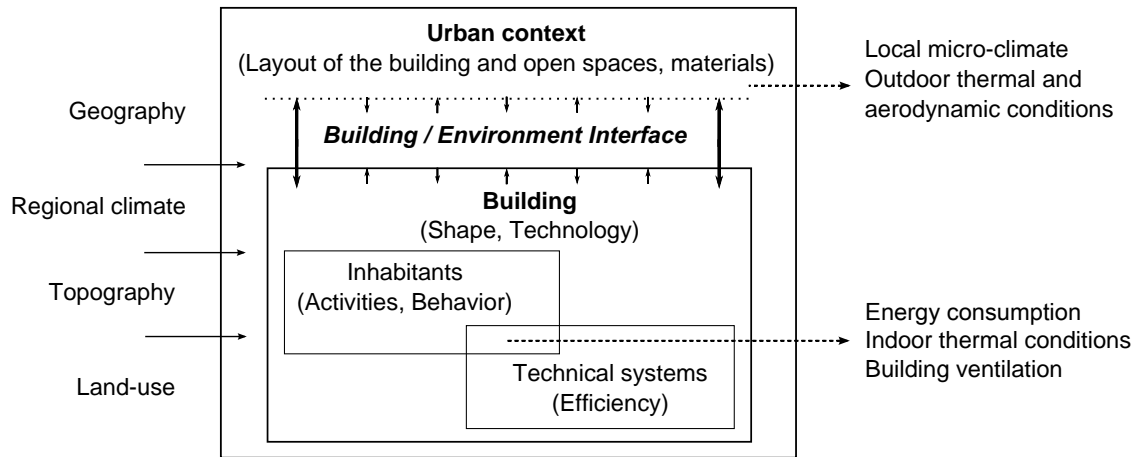 Urban context
(Layout of the building and open spaces, materials)
Building / Environment Interface
Building
(Shape, Technology)
Inhabitants
(Activities, Behavior)
Technical systems
(Efficiency)
Geography
Regional climate
Topography
Land-use
Local micro-climate
Outdoor thermal and
aerodynamic conditions
Energy consumption
Indoor thermal conditions
Building ventilation